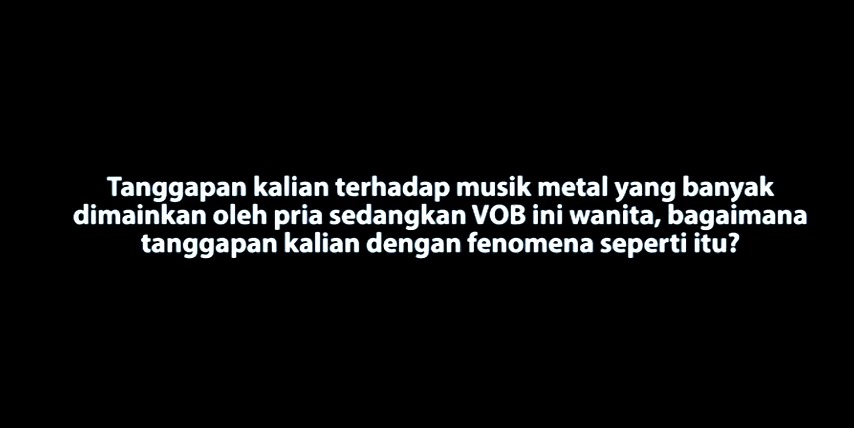 Tanggapan kalian terhadap musik metal yang banyak
dimainkan oleh pria sedangkan VOB ini wanita, bagaimana
tanggapan kalian dengan fenomena seperti itu?